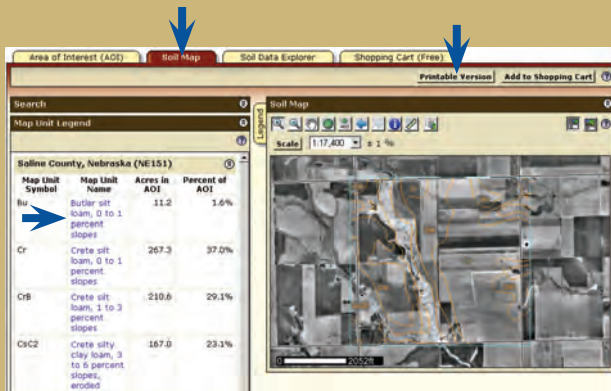 Area of Interest (AOI)
Soil Map
Soil Data Explorer
Shopping Cart (Free)
Printable Version
Add to Shopping Cart
Search
Map Unit Legend
Saline County, Nebraska (NE151)
Map Unit Symbol
Map Unit Name
Acres in AOI
Percent of AOI
Bu
Butler silt
loam, 0 to 1
percent
slopes
11.2
1.6%
Cr
Crete silt
loam, 0 to 1
percent
slopes
267.3
37.0%
CrB
Crete silt
loam, 1 to 3
percent
slopes
210.6
29.1%
CsC2
Crete silty
clay loam, 3
to 6 percent
slopes,
eroded
167.0
23.1%
Legend
Soil Map
Scale
1:17,400
± 1 %
0
2052ft